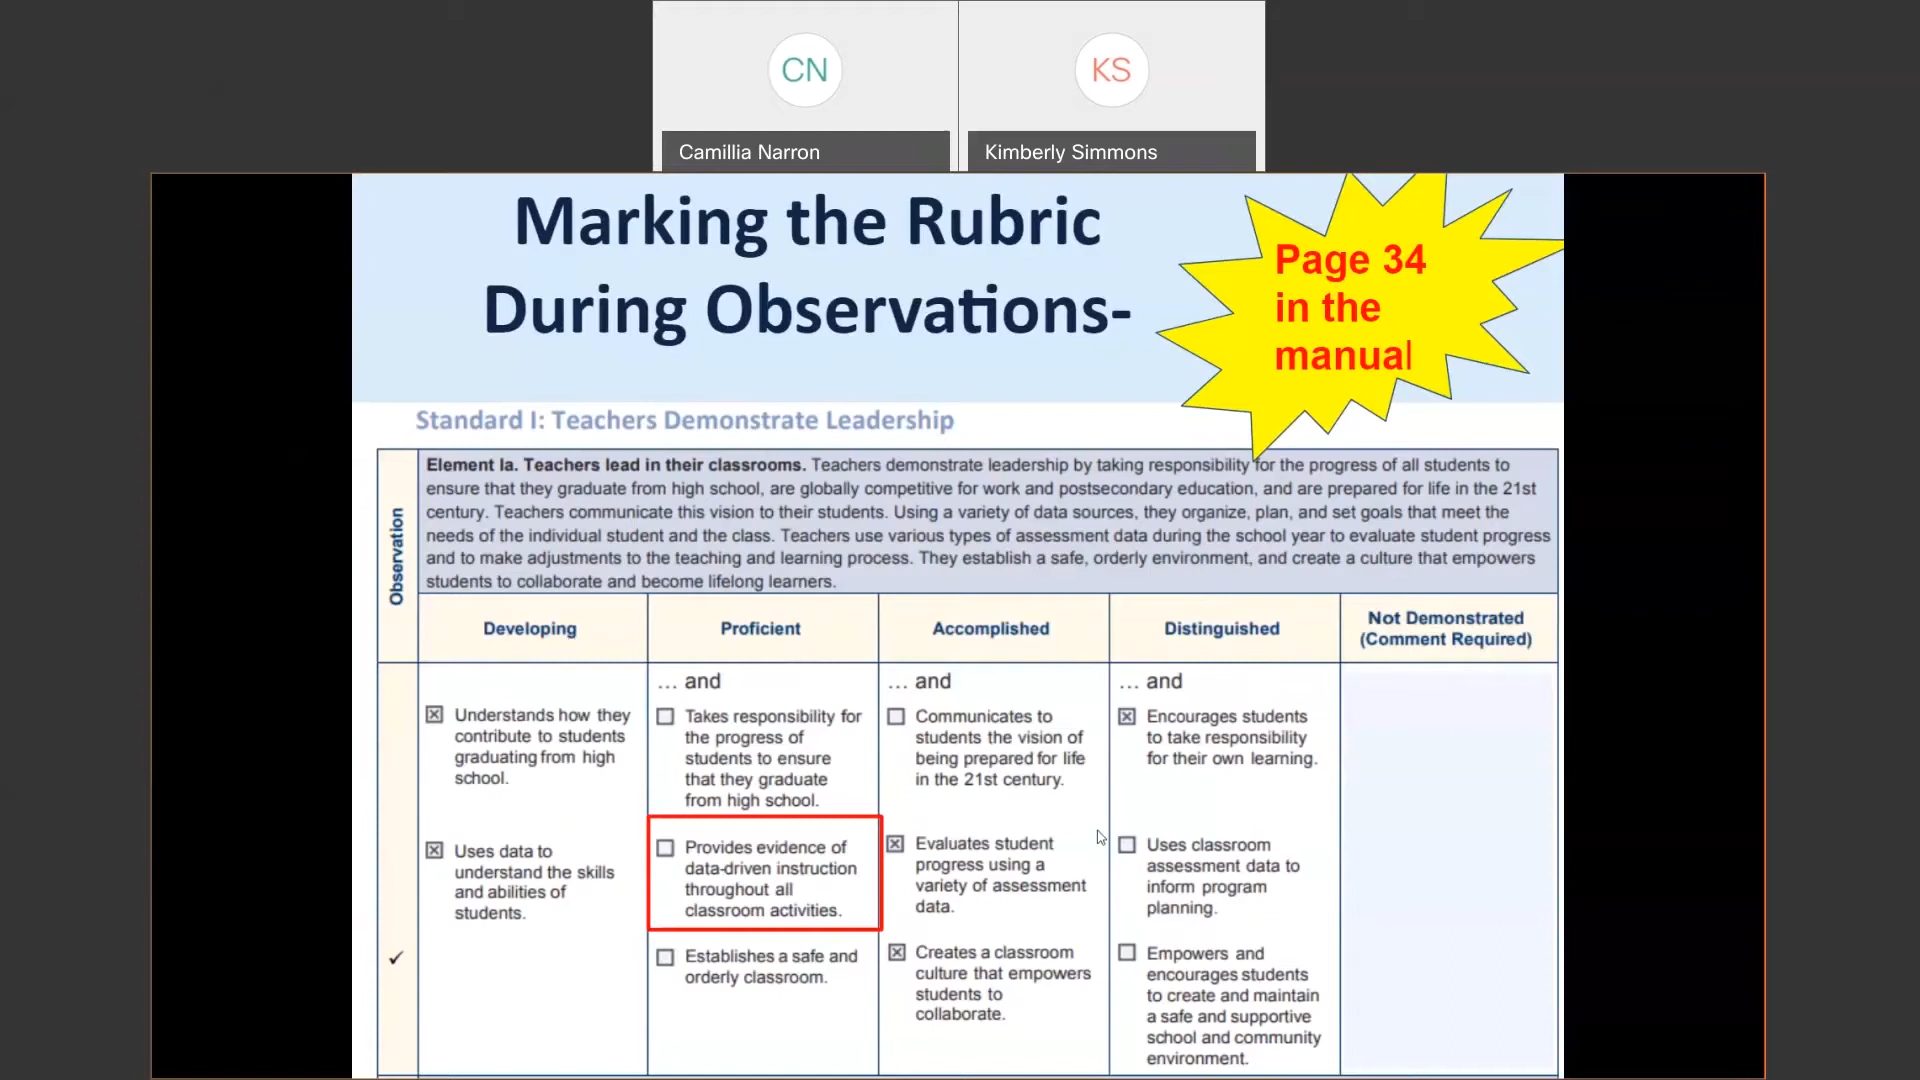 CN
KS
Camillia Narron
Kimberly Simmons
Marking the Rubric
During Observations-
Page 34
in the
manual
Standard I: Teachers Demonstrate Leadership
Observation
Element Ia. Teachers lead in their classrooms. Teachers demonstrate leadership by taking responsibility for the progress of all students to
ensure that they graduate from high school, are globally competitive for work and postsecondary education, and are prepared for life in the 21st
century. Teachers communicate this vision to their students. Using a variety of data sources, they organize, plan, and set goals that meet the
needs of the individual student and the class. Teachers use various types of assessment data during the school year to evaluate student progress
and to make adjustments to the teaching and learning process. They establish a safe, orderly environment, and create a culture that empowers
students to collaborate and become lifelong learners.
Developing
Proficient
Accomplished
Distinguished
Not Demonstrated
(Comment Required)
Understands how they
contribute to students
graduating from high
school.
Uses data to
understand the skills
and abilities of
students.
… and
Takes responsibility for
the progress of
students to ensure
that they graduate
from high school.
Provides evidence of
data-driven instruction
throughout all
classroom activities.
Establishes a safe and
orderly classroom.
… and
Communicates to
students the vision of
being prepared for life
in the 21st century.
Evaluates student
progress using a
variety of assessment
data.
Creates a classroom
culture that empowers
students to
collaborate.
… and
Encourages students
to take responsibility
for their own learning.
Uses classroom
assessment data to
inform program
planning.
Empowers and
encourages students
to create and maintain
a safe and supportive
school and community
environment.